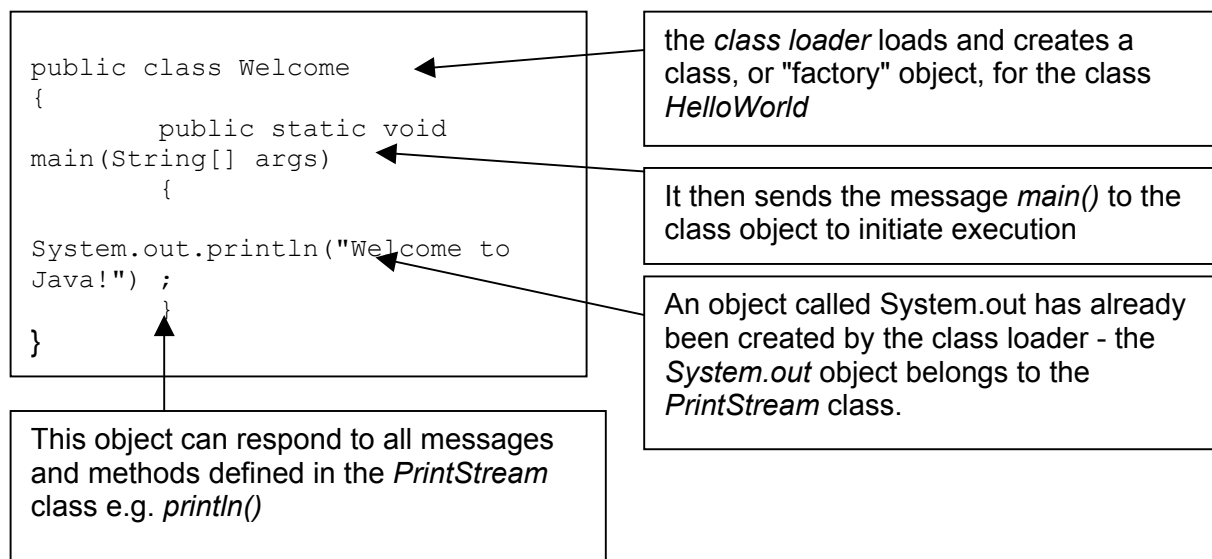 public class Welcome
{
public static void
main(String[] args)
{
System.out.println("Welcome to
Java!") ;
}
}
the class loader loads and creates a
class, or "factory" object, for the class
HelloWorld
It then sends the message main() to the
class object to initiate execution
An object called System.out has already
been created by the class loader - the
System.out object belongs to the
PrintStream class.
This object can respond to all messages
and methods defined in the PrintStream
class e.g. println()